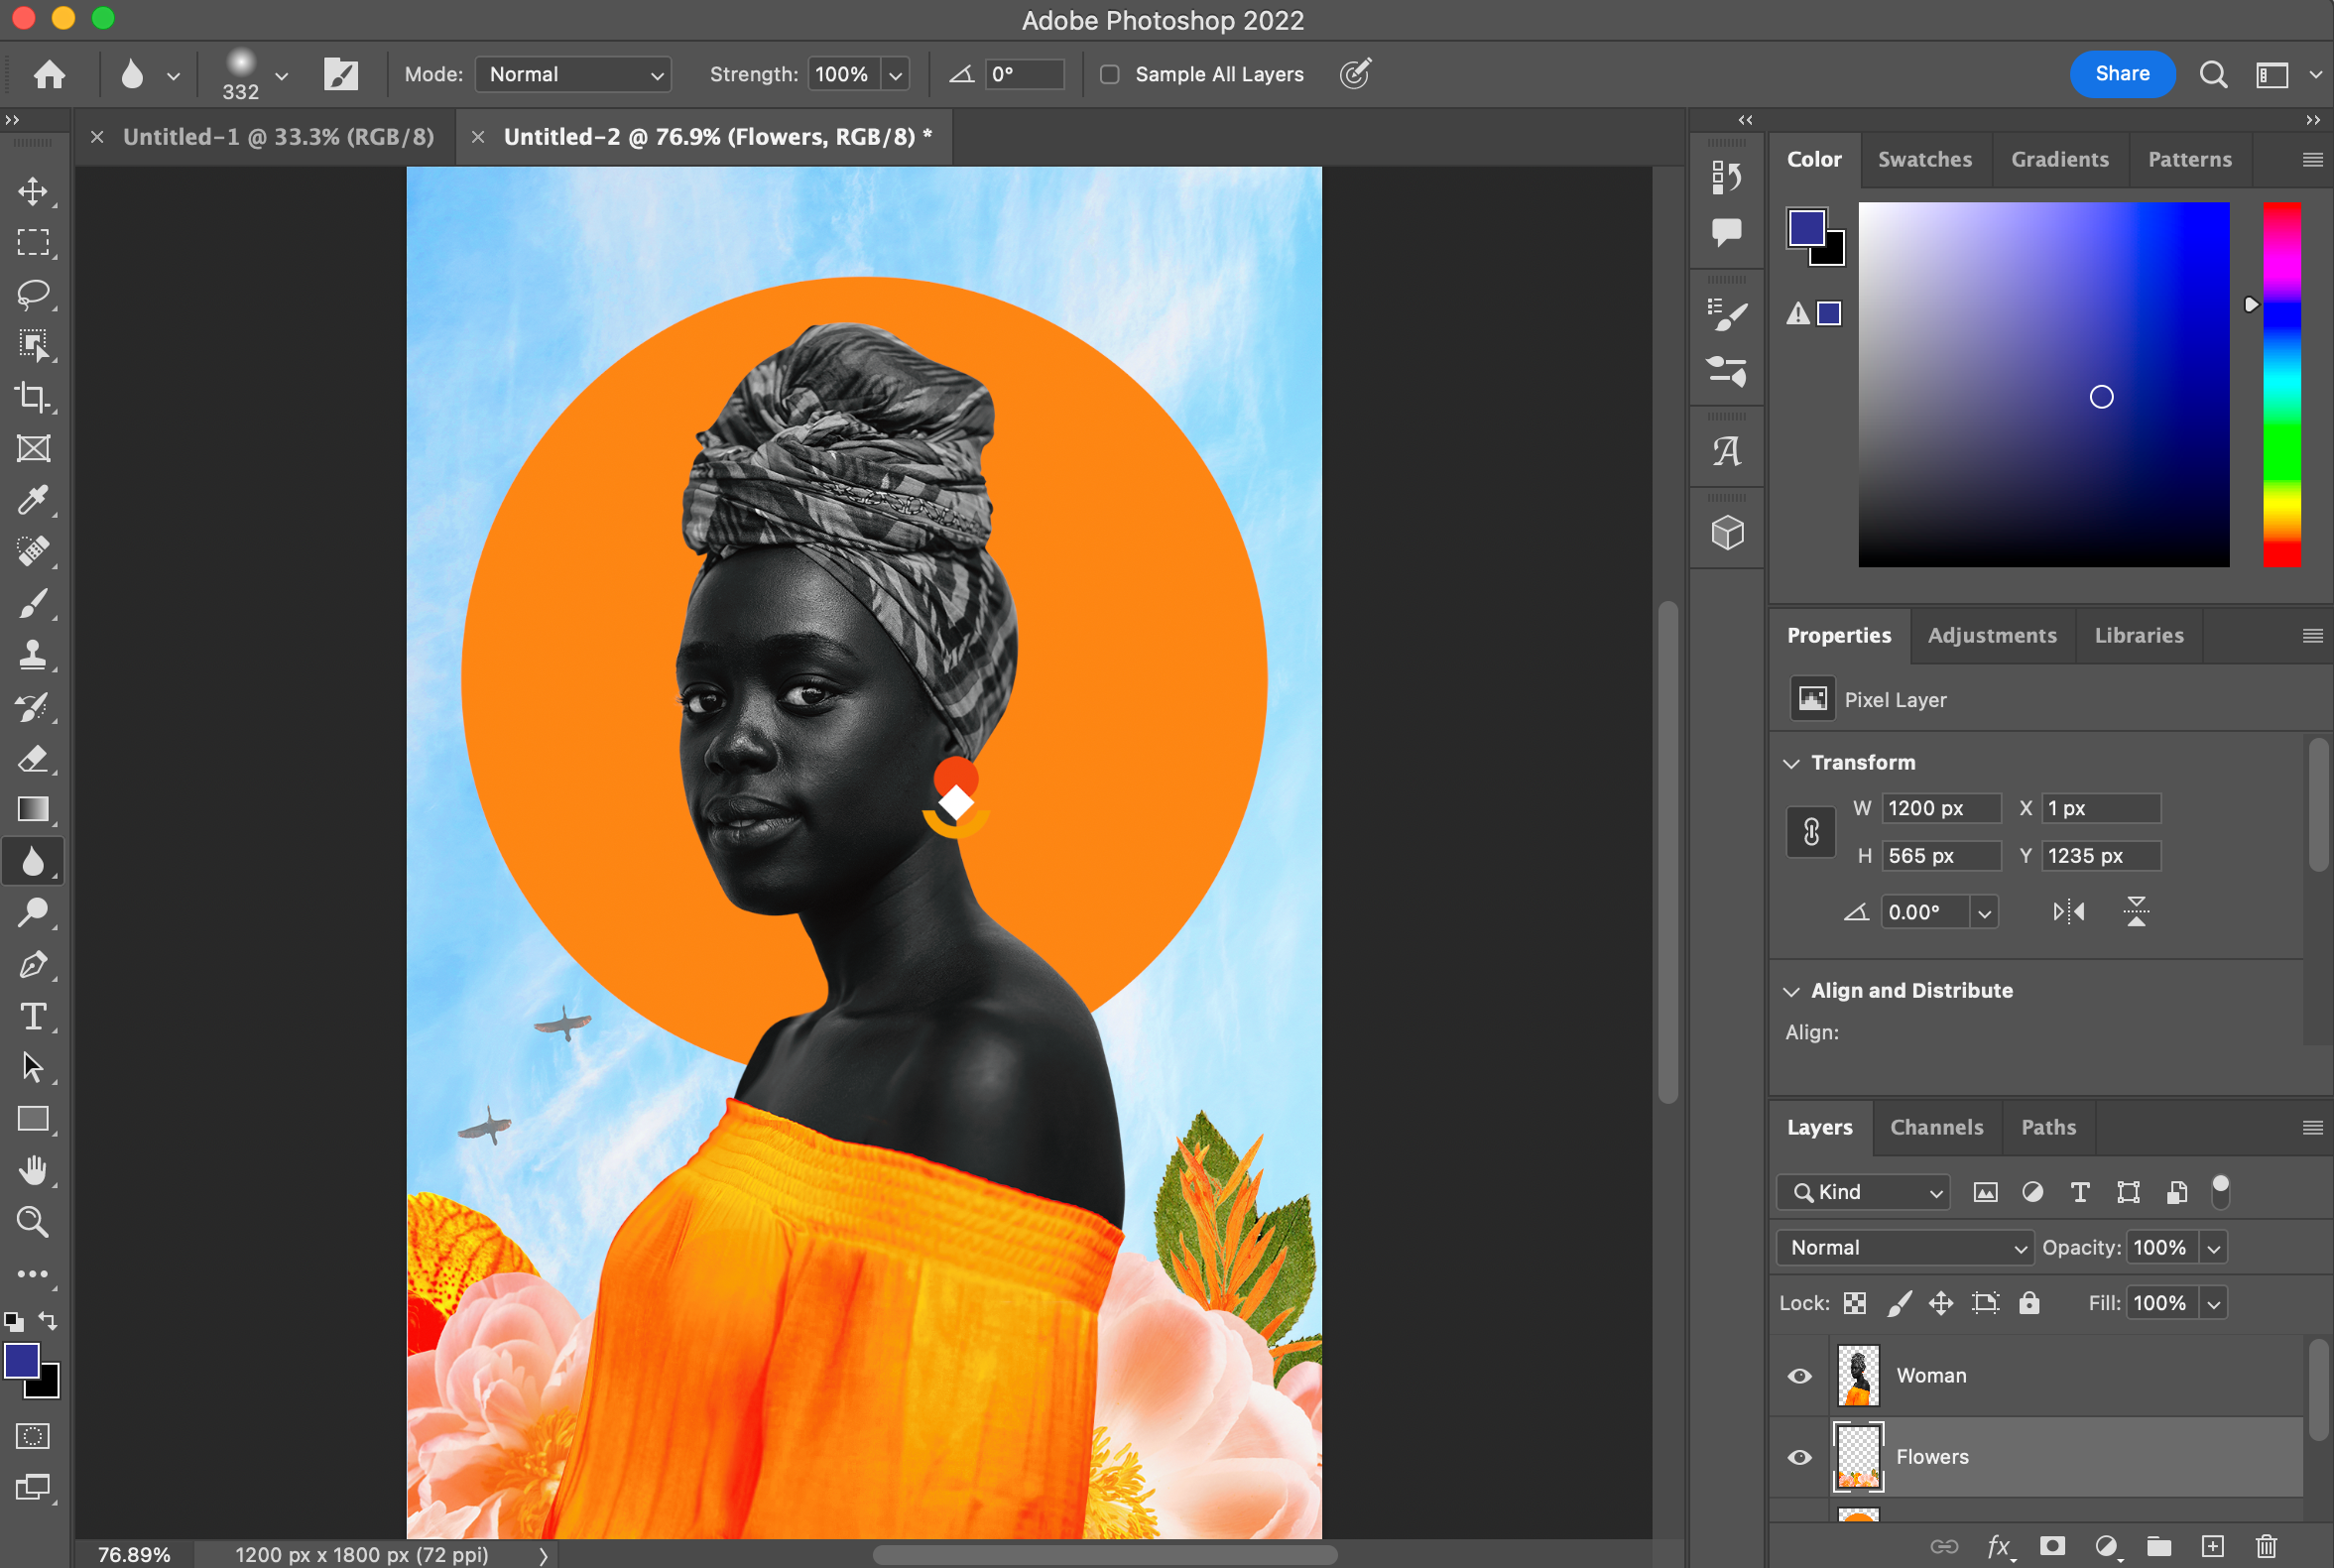 Adobe Photoshop 2022
332
Mode: Normal
Strength: 100%
0°
Sample All Layers
Share
Untitled-1 @ 33.3% (RGB/8)
Untitled-2 @ 76.9% (Flowers, RGB/8) *
Color
Swatches
Gradients
Patterns
Properties
Adjustments
Libraries
Pixel Layer
Transform
W 1200 px X 1 px
H 565 px Y 1235 px
0.00°
Align and Distribute
Align:
Layers
Channels
Paths
Kind
Normal
Opacity: 100%
Lock:
Fill: 100%
Woman
Flowers
fx
76.89%
1200 px x 1800 px (72 ppi)